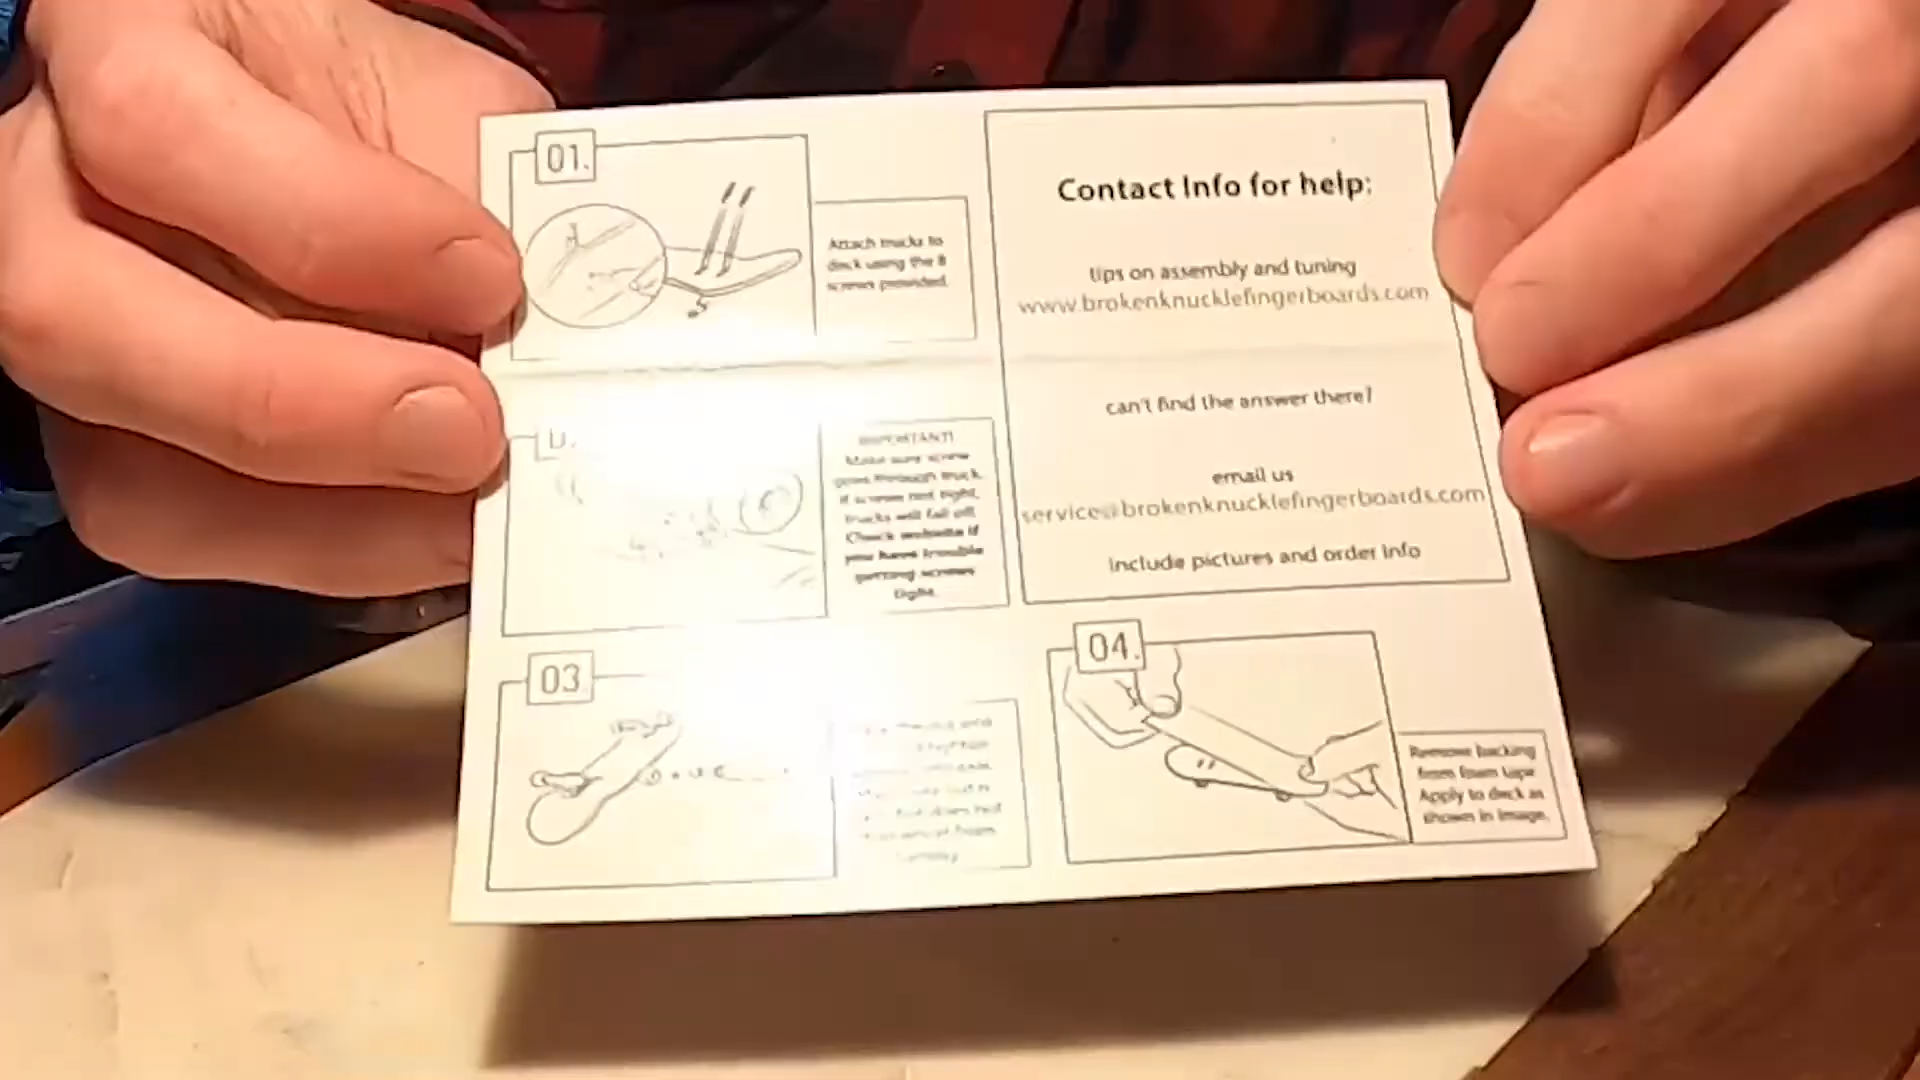 01.
Attach trucks to
deck using the 8
screws provided.
IMPORTANT!
Make sure screw
goes through truck.
If screws not tight,
trucks will fall off.
Check website if
you have trouble
getting screws
tight.
03
Contact Info for help:
tips on assembly and tuning
www.brokenknucklefingerboards.com
can't find the answer there?
email us
service@brokenknucklefingerboards.com
include pictures and order info
04.
Remove backing
from foam tape
Apply to deck as
shown in image.